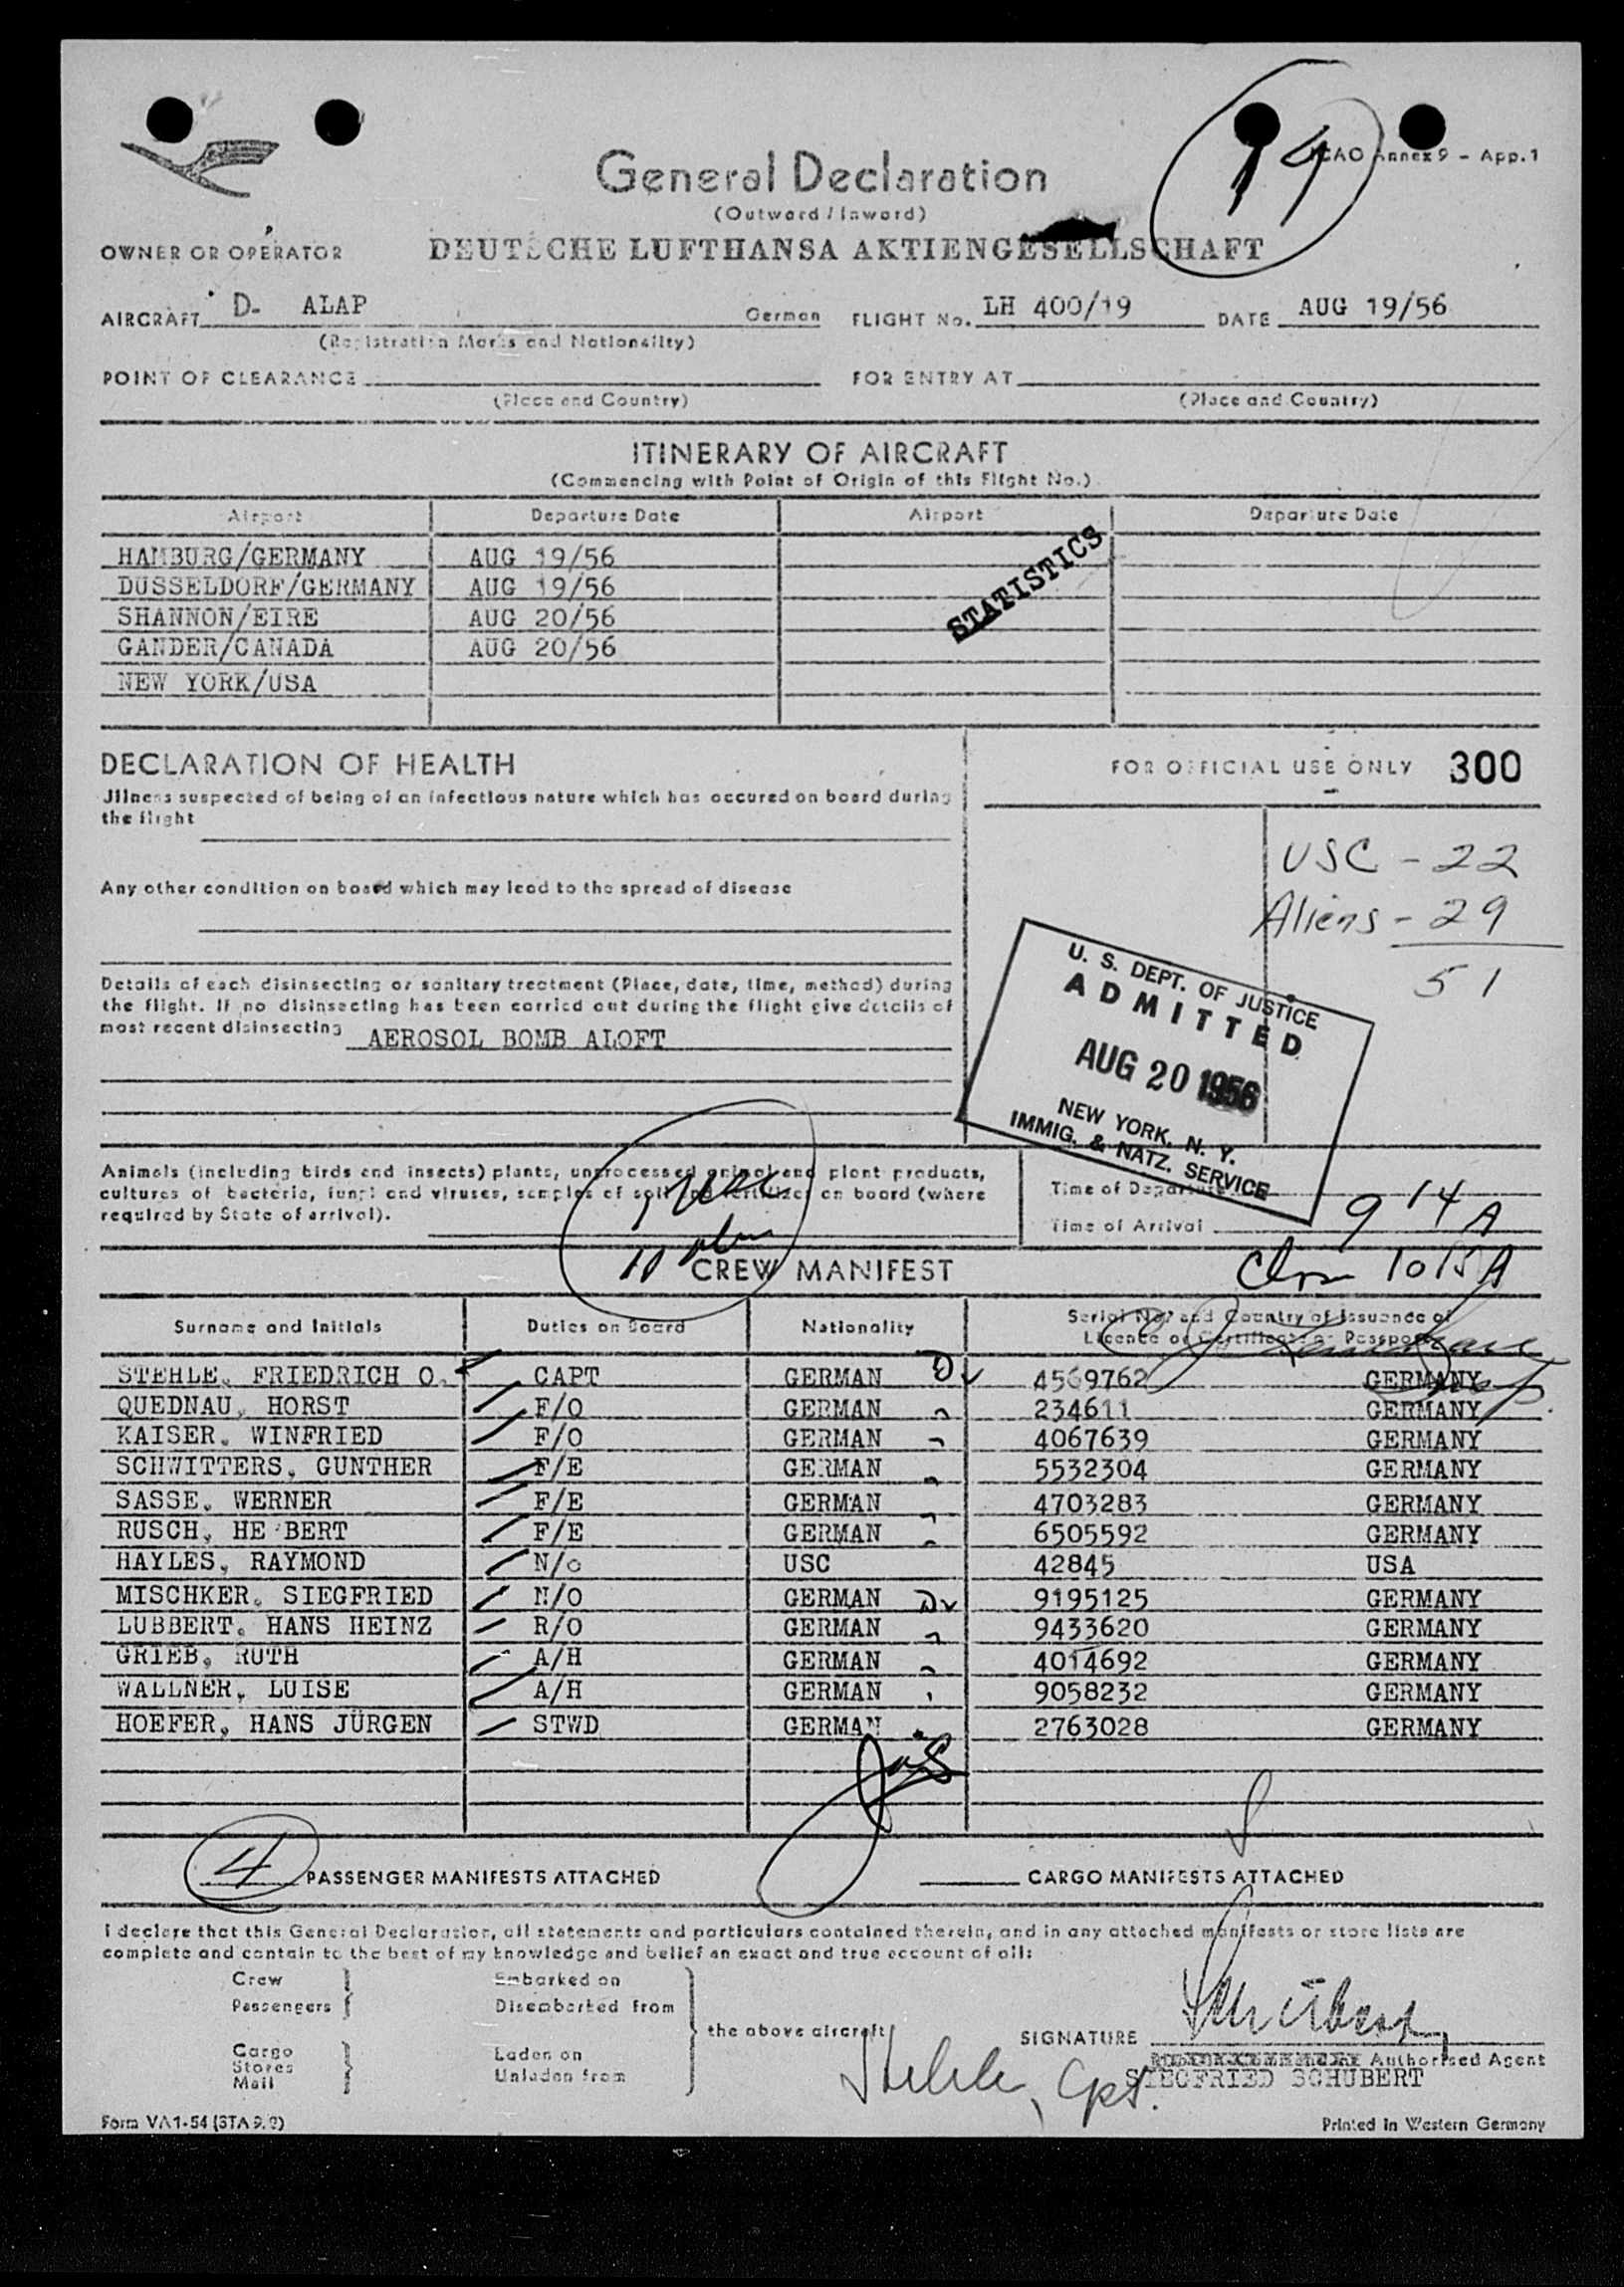 ICAO Annex 9 - App. 1
14
General Declaration
(Outward / Inward)
OWNER OR OPERATOR DEUTSCHE LUFTHANSA AKTIENGESELLSCHAFT
AIRCRAFT D- ALAP German FLIGHT No. LH 400/19 DATE AUG 19/56
(Registration Marks and Nationality)
POINT OF CLEARANCE FOR ENTRY AT
(Place and Country) (Place and Country)
ITINERARY OF AIRCRAFT
(Commencing with Point of Origin of this Flight No.)
Airport Departure Date Airport Departure Date
HAMBURG/GERMANY AUG 19/56
DUSSELDORF/GERMANY AUG 19/56
SHANNON/EIRE AUG 20/56
GANDER/CANADA AUG 20/56
NEW YORK/USA
STATISTICS
DECLARATION OF HEALTH
Jllness suspected of being of an infectious nature which has occured on board during
the flight
Any other condition on board which may lead to the spread of disease
Details of each disinsecting or sanitary treatment (Place, date, time, method) during
the flight. If no disinsecting has been carried out during the flight give details of
most recent disinsecting AEROSOL BOMB ALOFT
FOR OFFICIAL USE ONLY 300
USC - 22
Aliens - 29
51
U. S. DEPT. OF JUSTICE
ADMITTED
AUG 20 1956
NEW YORK, N. Y.
IMMIG. & NATZ. SERVICE
Animals (including birds and insects) plants, unprocessed animal and plant products,
cultures of bacteria, fungi and viruses, samples of soil and fertilizer on board (where
required by State of arrival).
1 usc
11
Time of Departure
Time of Arrival 9 14 A
1015 A
CREW MANIFEST
Surname and Initials Duties on Board Nationality Serial No. and Country of Issuance of
Licence or Certificate or Passport
STEHLE, FRIEDRICH O. CAPT GERMAN 4569762 GERMANY
QUEDNAU, HORST F/O GERMAN 234611 GERMANY
KAISER, WINFRIED F/O GERMAN 4067639 GERMANY
SCHWITTERS, GUNTHER F/E GERMAN 5532304 GERMANY
SASSE, WERNER F/E GERMAN 4703283 GERMANY
RUSCH, HE BERT F/E GERMAN 6505592 GERMANY
HAYLES, RAYMOND N/o USC 42845 USA
MISCHKER, SIEGFRIED N/O GERMAN 9195125 GERMANY
LUBBERT, HANS HEINZ R/O GERMAN 9433620 GERMANY
GRIEB, RUTH A/H GERMAN 4014692 GERMANY
WALLNER, LUISE A/H GERMAN 9058232 GERMANY
HOEFER, HANS JÜRGEN STWD GERMAN 2763028 GERMANY
4 PASSENGER MANIFESTS ATTACHED CARGO MANIFESTS ATTACHED
I declare that this General Declaration, all statements and particulars contained therein, and in any attached manifests or store lists are
complete and contain to the best of my knowledge and belief an exact and true account of all:
Crew Embarked on
Passengers Disembarked from
the above aircraft
Cargo Laden on
Stores Unladen from
Mail
SIGNATURE Schubert
Authorised Agent
SIEGFRIED SCHUBERT
Stehle, Cpt.
Form VA1-54 (STA 9.2) Printed in Western Germany